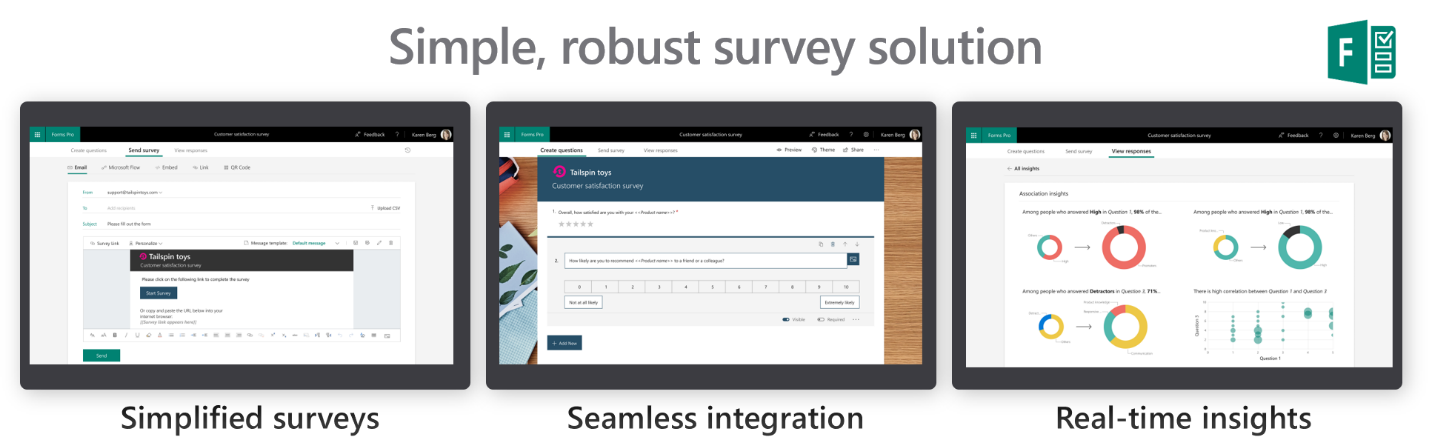 Simple, robust survey solution
F
Forms Pro
Customer satisfaction survey
Feedback
?
Karen Berg
Create questions
Send survey
View responses
Email
Microsoft Flow
Embed
Link
QR Code
From
support@tailspintoys.com
To
Add recipients
Upload CSV
Subject
Please fill out the form
Survey Link
Personalize
Message template:
Default message
Tailspin toys
Customer satisfaction survey
Please click on the following link to complete the survey
Start Survey
Or copy and paste the URL below into your
internet browser:
[[Survey link appears here]]
Send
Simplified surveys
Forms Pro
Customer satisfaction survey
Feedback
?
Karen Berg
Create questions
Send survey
View responses
Preview
Theme
Share
Tailspin toys
Customer satisfaction survey
1. Overall, how satisfied are you with your <<Product name>>? *
2.
How likely are you to recommend <<Product name>> to a friend or a colleague?
0 1 2 3 4 5 6 7 8 9 10
Not at all likely
Extremely likely
Visible
Required
+ Add New
Seamless integration
Forms Pro
Customer satisfaction survey
Feedback
?
Karen Berg
Create questions
Send survey
View responses
← All insights
Association insights
Among people who answered High in Question 1, 98% of the..
Among people who answered High in Question 1, 98% of the..
Among people who answered Detractors in Question 3, 71%..
There is high correlation between Question 1 and Question 3
Question 3
Question 1
Real-time insights